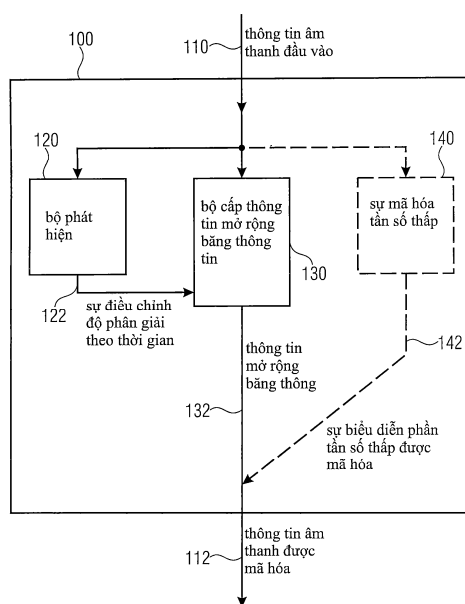 thông tin âm
thanh đầu vào
110
100
120
140
bộ phát
hiện
bộ cấp thông
tin mở rộng
băng thông
tin
sự mã hóa
tần số thấp
130
122
sự điều chỉnh
độ phân giải
theo thời gian
thông tin
mở rộng
băng thông
142
132
sự biểu diễn phần
tần số thấp được
mã hóa
thông tin âm
thanh được
mã hóa
112